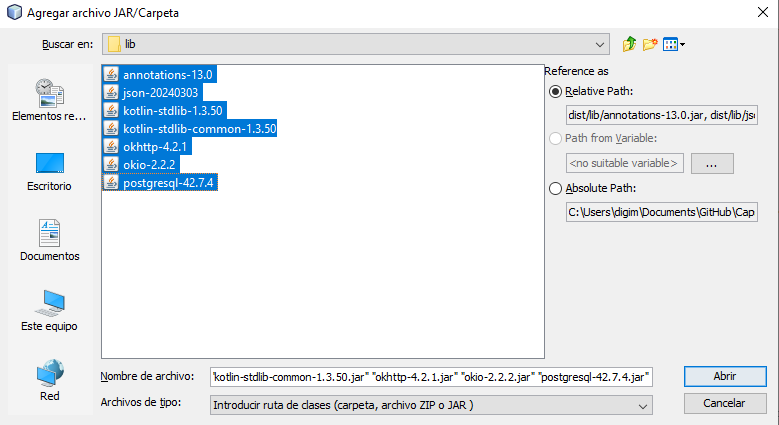 Agregar archivo JAR/Carpeta
Buscar en:
lib
Elementos re...
Escritorio
Documentos
Este equipo
Red
annotations-13.0
json-20240303
kotlin-stdlib-1.3.50
kotlin-stdlib-common-1.3.50
okhttp-4.2.1
okio-2.2.2
postgresql-42.7.4
Reference as
Relative Path:
dist/lib/annotations-13.0.jar, dist/lib/js
Path from Variable:
<no suitable variable>
...
Absolute Path:
C:\Users\digim\Documents\GitHub\Cap
Nombre de archivo:
"kotlin-stdlib-common-1.3.50.jar" "okhttp-4.2.1.jar" "okio-2.2.2.jar" "postgresql-42.7.4.jar"
Abrir
Archivos de tipo:
Introducir ruta de clases (carpeta, archivo ZIP o JAR )
Cancelar